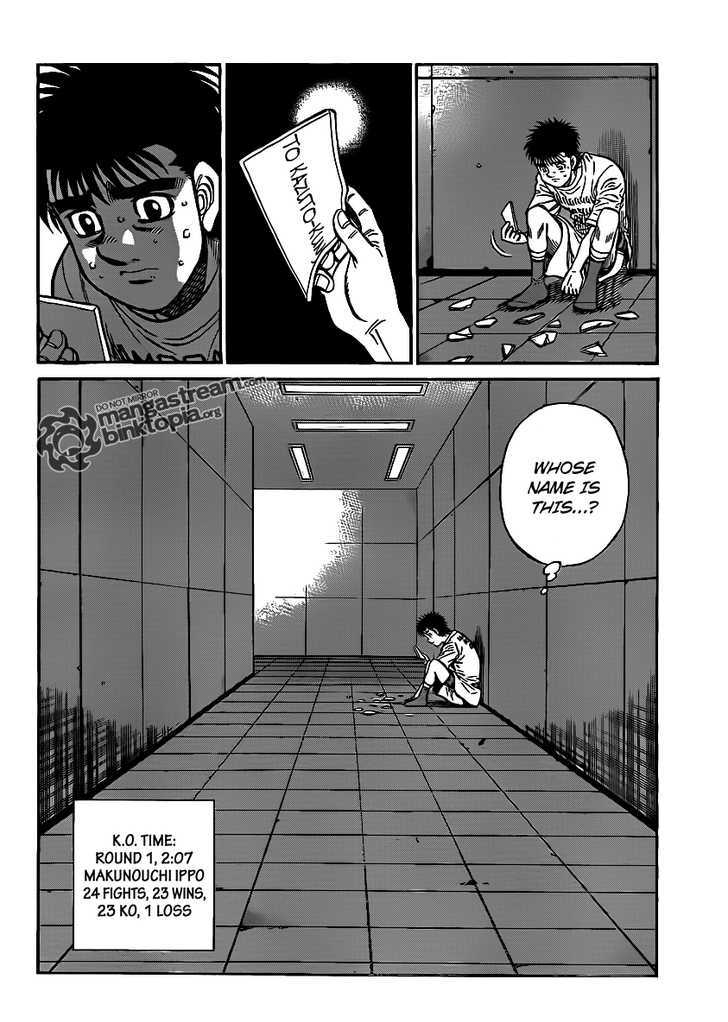 TO KAZUTO-KUN
DO NOT MIRROR
mangastream.com
binktopia.org
WHOSE
NAME IS
THIS...?
K.O. TIME:
ROUND 1, 2:07
MAKUNOUCHI IPPO
24 FIGHTS, 23 WINS,
23 KO, 1 LOSS